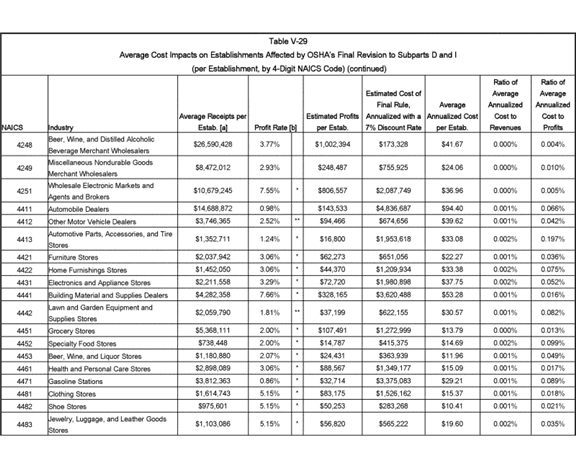 Table V-29
Average Cost Impacts on Establishments Affected by OSHA's Final Revision to Subparts D and I
(per Establishment, by 4-Digit NAICS Code) (continued)
NAICS Industry Average Receipts per Estab. [a] Profit Rate [b] Estimated Profits per Estab. Estimated Cost of Final Rule, Annualized with a 7% Discount Rate Average Annualized Cost per Estab. Ratio of Average Annualized Cost to Revenues Ratio of Average Annualized Cost to Profits
4248 Beer, Wine, and Distilled Alcoholic Beverage Merchant Wholesalers $26,590,428 3.77% $1,002,394 $173,328 $41.67 0.000% 0.004%
4249 Miscellaneous Nondurable Goods Merchant Wholesalers $8,472,012 2.93% $248,487 $755,925 $24.06 0.000% 0.010%
4251 Wholesale Electronic Markets and Agents and Brokers $10,679,245 7.55% * $806,557 $2,087,749 $36.96 0.000% 0.005%
4411 Automobile Dealers $14,688,872 0.98% $143,533 $4,836,687 $94.40 0.001% 0.066%
4412 Other Motor Vehicle Dealers $3,746,365 2.52% ** $94,466 $674,656 $39.62 0.001% 0.042%
4413 Automotive Parts, Accessories, and Tire Stores $1,352,711 1.24% * $16,800 $1,953,618 $33.08 0.002% 0.197%
4421 Furniture Stores $2,037,942 3.06% * $62,273 $651,056 $22.27 0.001% 0.036%
4422 Home Furnishings Stores $1,452,050 3.06% * $44,370 $1,209,934 $33.38 0.002% 0.075%
4431 Electronics and Appliance Stores $2,211,558 3.29% * $72,720 $1,980,898 $37.75 0.002% 0.052%
4441 Building Material and Supplies Dealers $4,282,358 7.66% * $328,165 $3,620,488 $53.28 0.001% 0.016%
4442 Lawn and Garden Equipment and Supplies Stores $2,059,790 1.81% ** $37,199 $622,155 $30.57 0.001% 0.082%
4451 Grocery Stores $5,368,111 2.00% * $107,491 $1,272,999 $13.79 0.000% 0.013%
4452 Specialty Food Stores $738,448 2.00% * $14,787 $415,375 $14.69 0.002% 0.099%
4453 Beer, Wine, and Liquor Stores $1,180,880 2.07% * $24,431 $363,939 $11.96 0.001% 0.049%
4461 Health and Personal Care Stores $2,898,089 3.06% * $88,567 $1,349,177 $15.09 0.001% 0.017%
4471 Gasoline Stations $3,812,363 0.86% * $32,714 $3,375,083 $29.21 0.001% 0.089%
4481 Clothing Stores $1,614,743 5.15% * $83,175 $1,526,162 $15.37 0.001% 0.018%
4482 Shoe Stores $975,601 5.15% * $50,253 $283,268 $10.41 0.001% 0.021%
4483 Jewelry, Luggage, and Leather Goods Stores $1,103,086 5.15% * $56,820 $565,222 $19.60 0.002% 0.035%